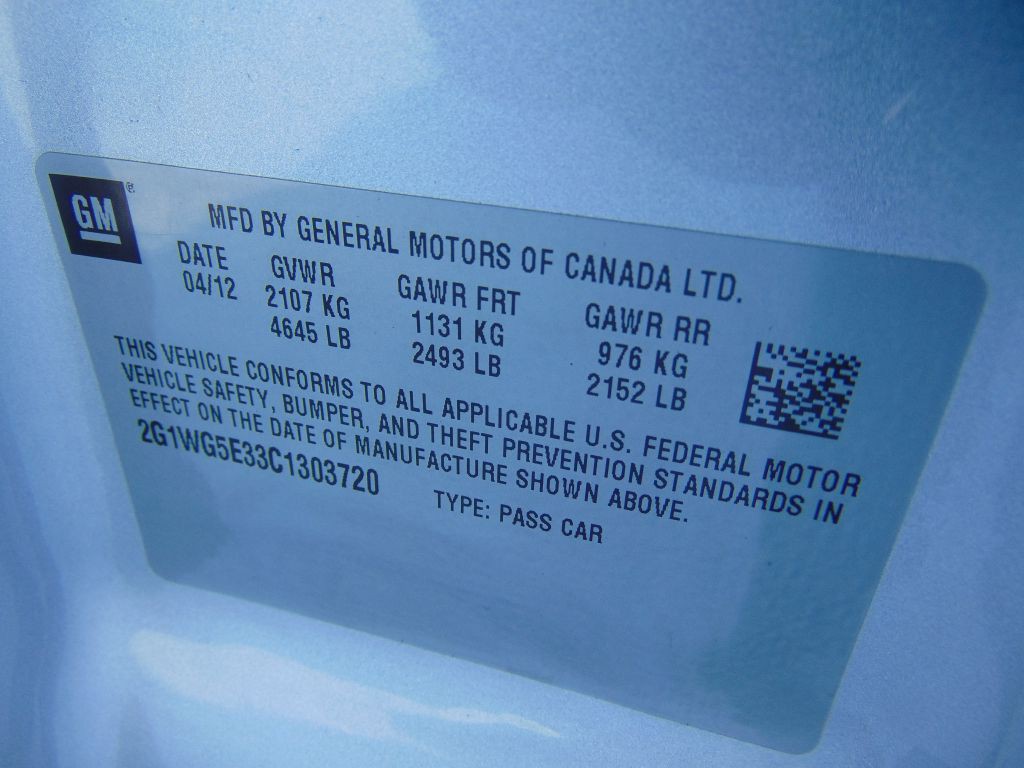 GM®
MFD BY GENERAL MOTORS OF CANADA LTD.
DATE GVWR GAWR FRT GAWR RR
04/12 2107 KG 1131 KG 976 KG
4645 LB 2493 LB 2152 LB
THIS VEHICLE CONFORMS TO ALL APPLICABLE U.S. FEDERAL MOTOR
VEHICLE SAFETY, BUMPER, AND THEFT PREVENTION STANDARDS IN
EFFECT ON THE DATE OF MANUFACTURE SHOWN ABOVE.
2G1WG5E33C1303720 TYPE: PASS CAR